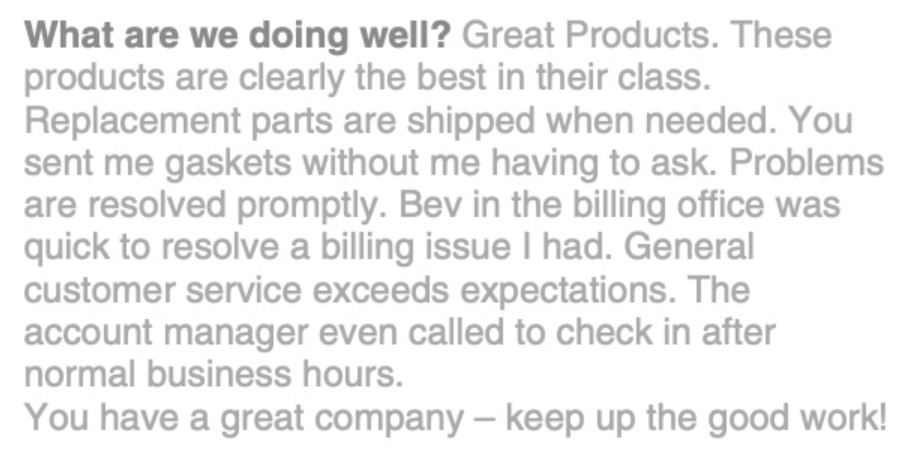 What are we doing well? Great Products. These
products are clearly the best in their class.
Replacement parts are shipped when needed. You
sent me gaskets without me having to ask. Problems
are resolved promptly. Bev in the billing office was
quick to resolve a billing issue I had. General
customer service exceeds expectations. The
account manager even called to check in after
normal business hours.
You have a great company – keep up the good work!